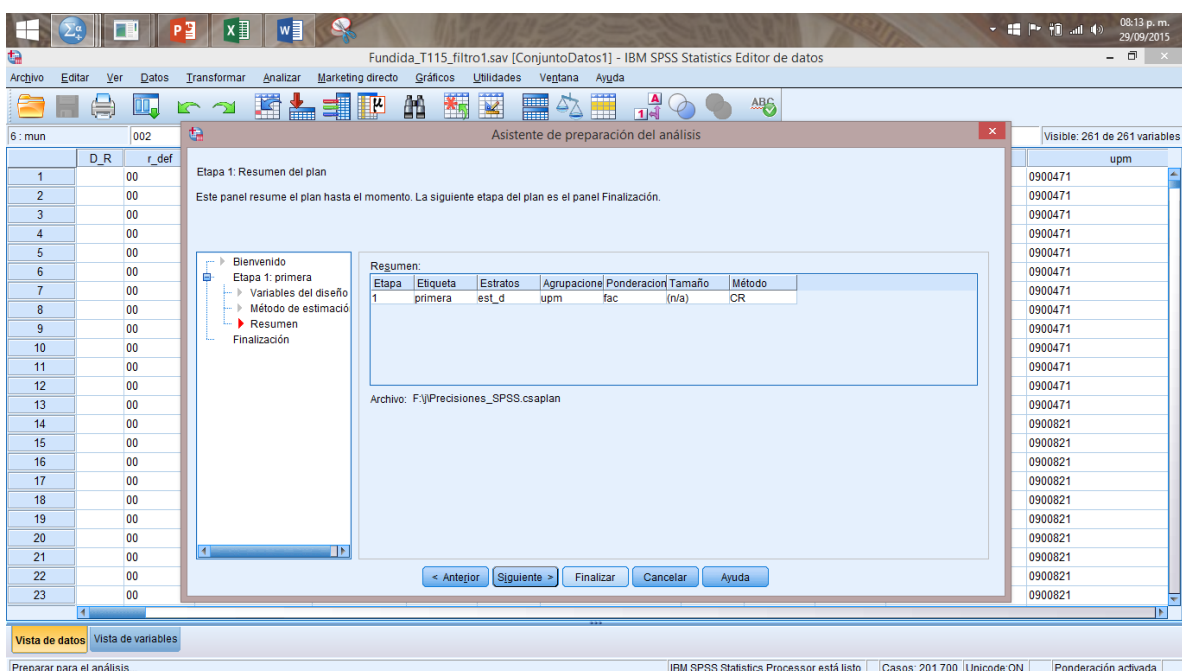 08:13 p. m.
29/09/2015
Fundida_T115_filtro1.sav [ConjuntoDatos1] - IBM SPSS Statistics Editor de datos
Archivo Editar Ver Datos Transformar Analizar Marketing directo Gráficos Utilidades Ventana Ayuda
6 : mun 002 Asistente de preparación del análisis Visible: 261 de 261 variables
D_R r_def upm
Etapa 1: Resumen del plan
Este panel resume el plan hasta el momento. La siguiente etapa del plan es el panel Finalización.
Bienvenido
Etapa 1: primera
Variables del diseño
Método de estimació
Resumen
Finalización
Resumen:
Etapa Etiqueta Estratos Agrupacione Ponderacion Tamaño Método
1 primera est_d upm fac (n/a) CR
Archivo: F:\j\Precisiones_SPSS.csaplan
< Anterior Siguiente > Finalizar Cancelar Ayuda
1 00 0900471
2 00 0900471
3 00 0900471
4 00 0900471
5 00 0900471
6 00 0900471
7 00 0900471
8 00 0900471
9 00 0900471
10 00 0900471
11 00 0900471
12 00 0900471
13 00 0900471
14 00 0900821
15 00 0900821
16 00 0900821
17 00 0900821
18 00 0900821
19 00 0900821
20 00 0900821
21 00 0900821
22 00 0900821
23 00 0900821
Vista de datos Vista de variables
Preparar para el análisis IBM SPSS Statistics Processor está listo Casos: 201 700 Unicode:ON Ponderación activada